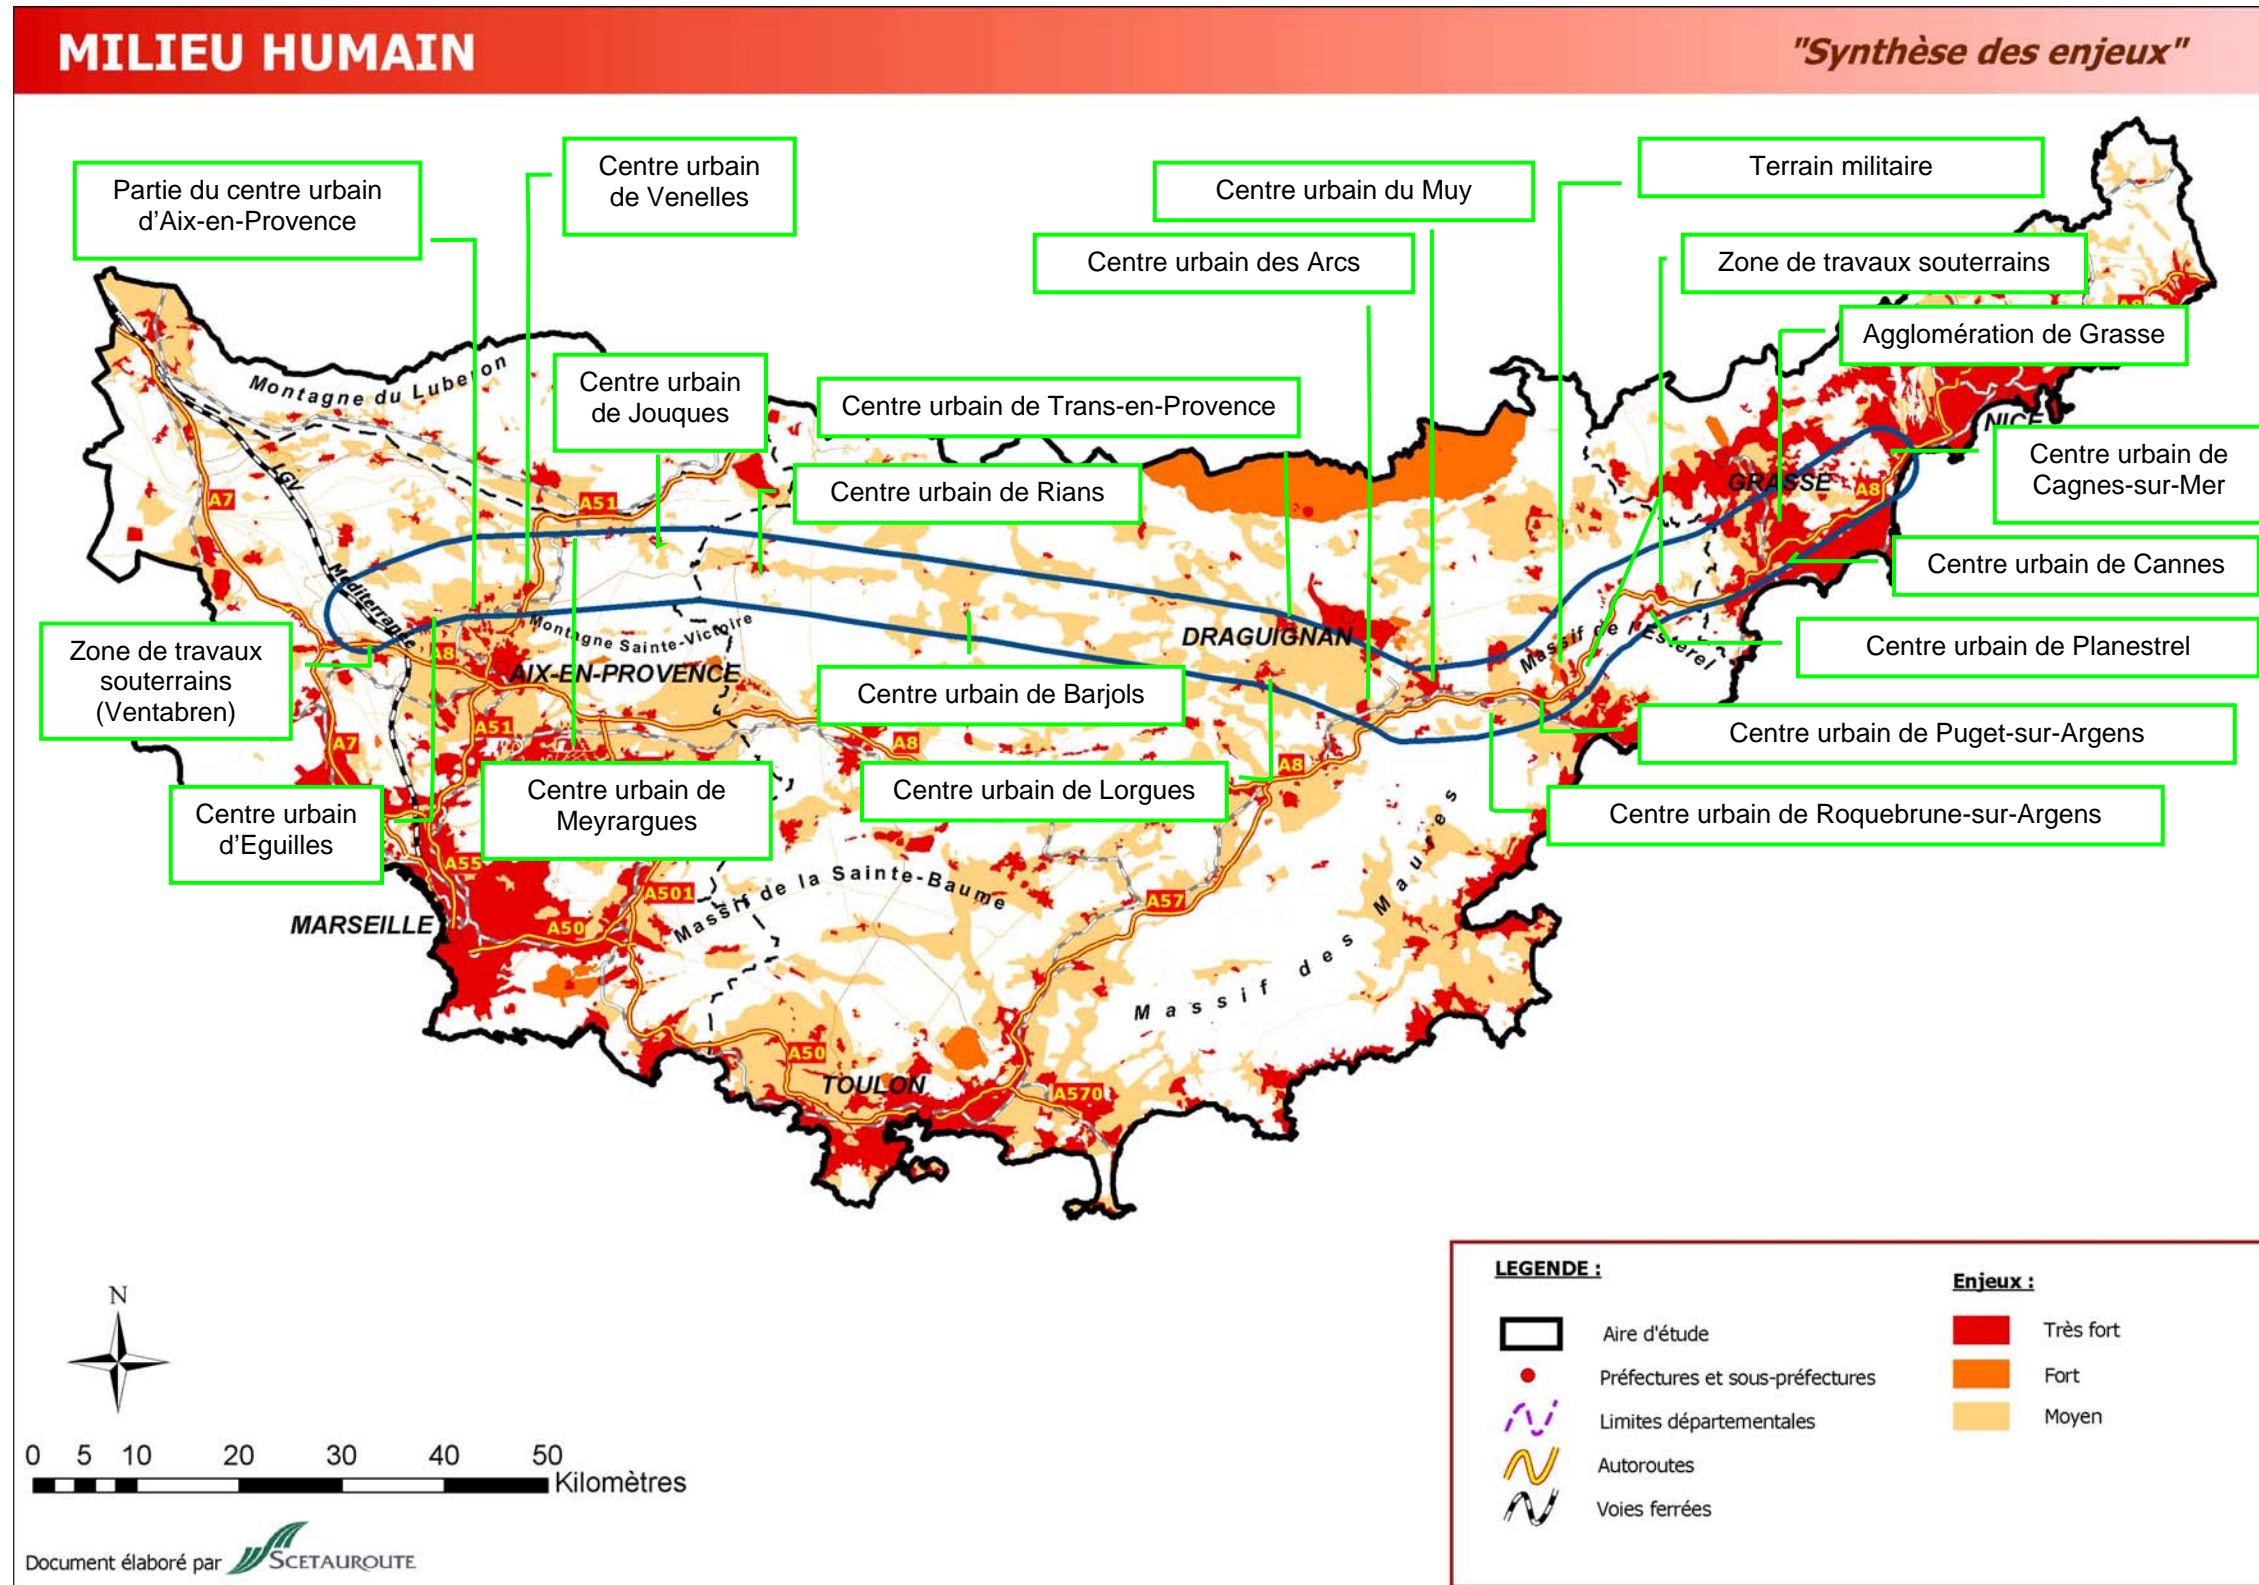 MILIEU HUMAIN
"Synthèse des enjeux"
Partie du centre urbain
d'Aix-en-Provence
Centre urbain
de Venelles
Centre urbain du Muy
Terrain militaire
Centre urbain des Arcs
Zone de travaux souterrains
Agglomération de Grasse
Centre urbain
de Jouques
Centre urbain de Trans-en-Provence
Centre urbain de Rians
Centre urbain de
Cagnes-sur-Mer
Centre urbain de Cannes
Centre urbain de Planestrel
Centre urbain de Puget-sur-Argens
Centre urbain de Roquebrune-sur-Argens
Zone de travaux
souterrains
(Ventabren)
Centre urbain de Barjols
Centre urbain de Lorgues
Centre urbain
d'Eguilles
Centre urbain de
Meyrargues
Montagne du Luberon
LGV
Méditerranée
Montagne Sainte-Victoire
AIX-EN-PROVENCE
DRAGUIGNAN
GRASSE
NICE
Massif de l'Esterel
MARSEILLE
Massif de la Sainte-Baume
Massif des Maures
TOULON
A7
A51
A8
A8
A8
A51
A7
A8
A8
A55
A501
A50
A57
A50
A570
N
0 5 10 20 30 40 50
Kilomètres
Document élaboré par SCETAUROUTE
LEGENDE :
Aire d'étude
Préfectures et sous-préfectures
Limites départementales
Autoroutes
Voies ferrées
Enjeux :
Très fort
Fort
Moyen